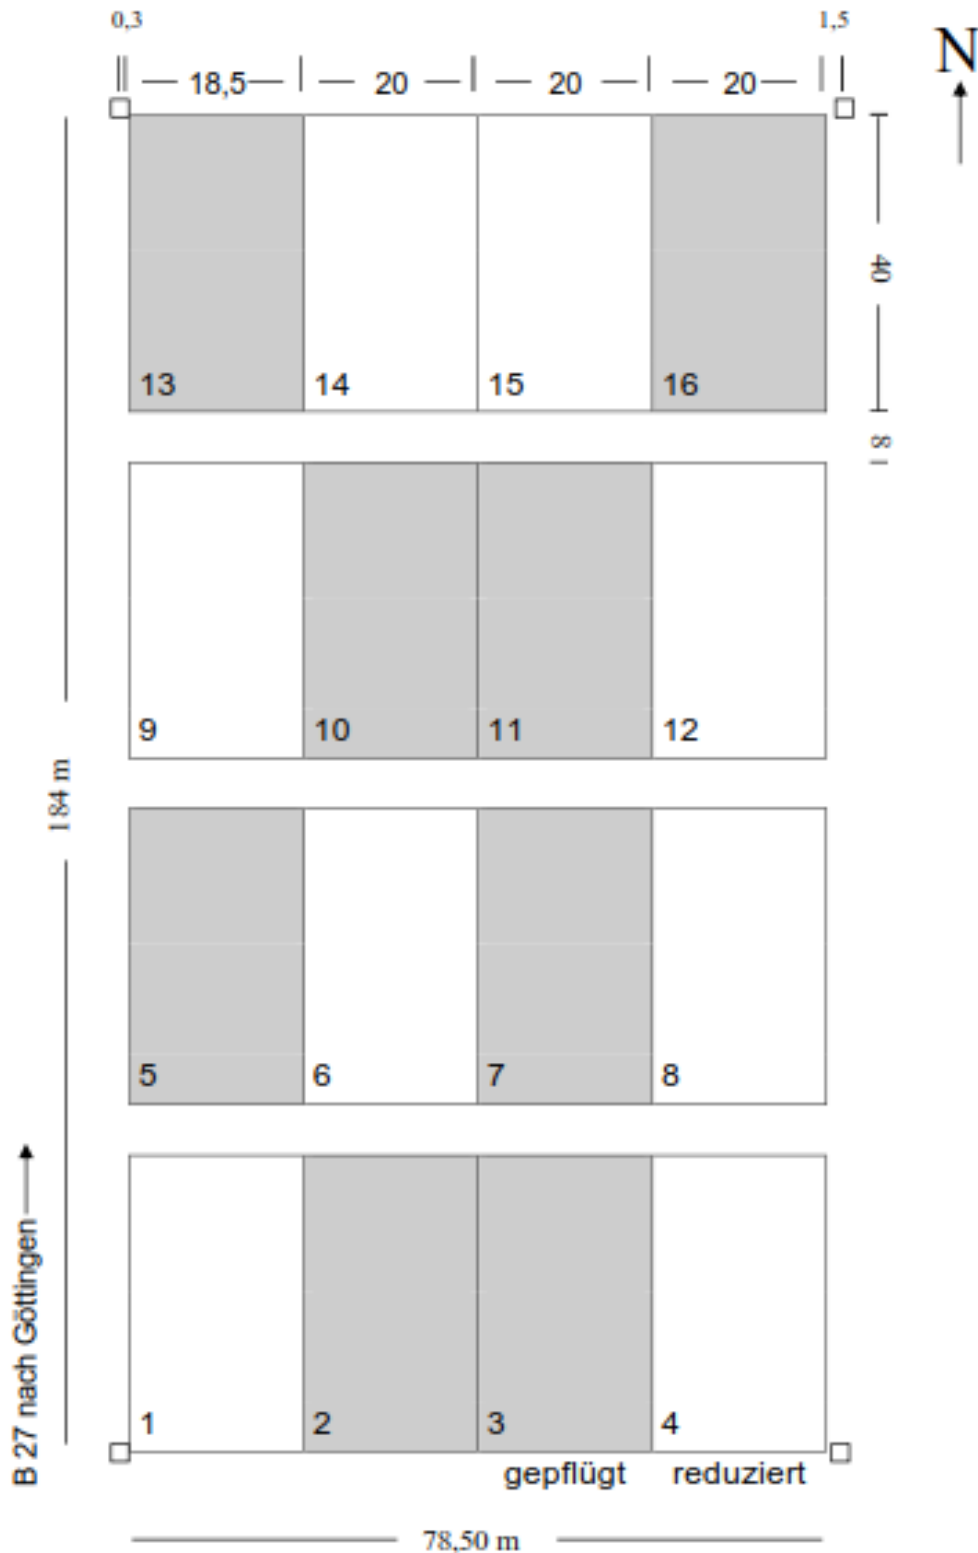 0,3 1,5
N
18,5 20 20 20
40
13 14 15 16
8
9 10 11 12
184 m
5 6 7 8
B 27 nach Göttingen
1 2 3 4
gepflügt reduziert
78,50 m